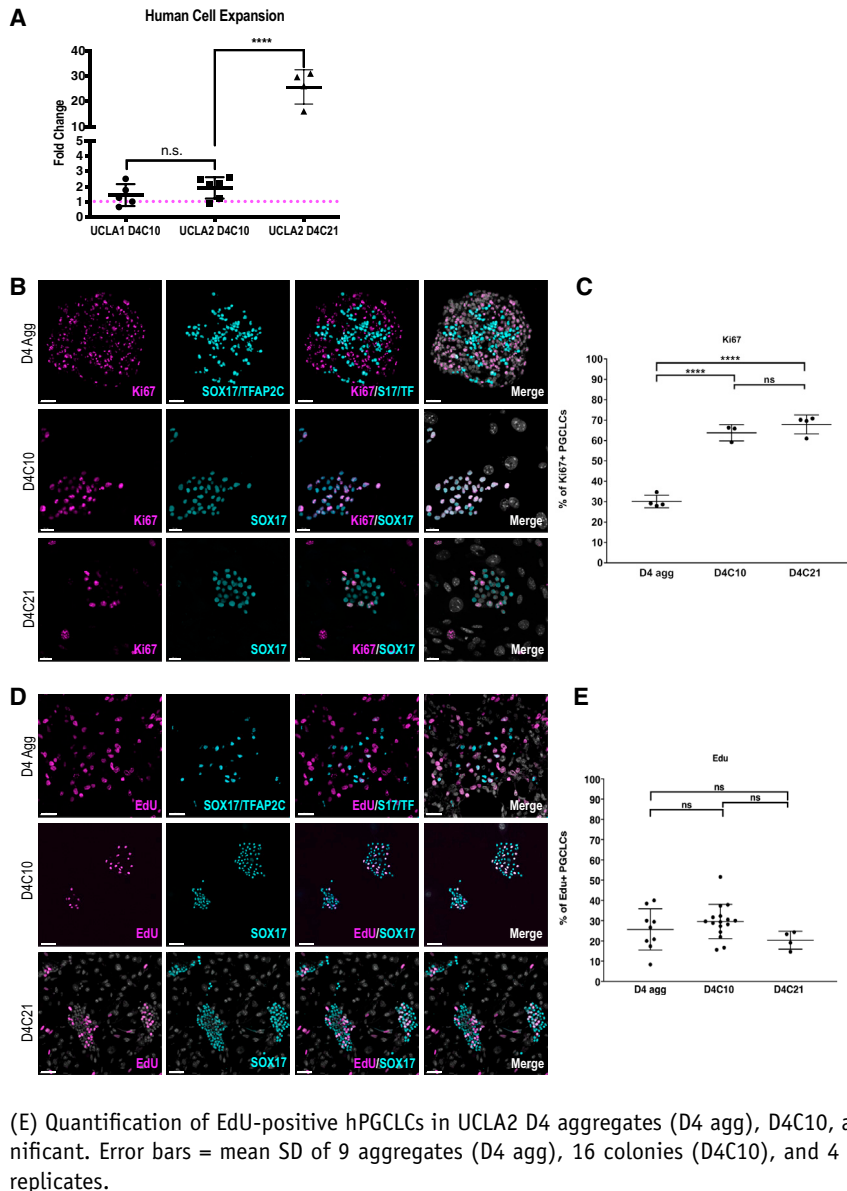 A
Human Cell Expansion
****
n.s.
Fold Change
40
30
20
10
5
4
3
2
1
0
UCLA1 D4C10 UCLA2 D4C10 UCLA2 D4C21
B
D4 Agg
Ki67 SOX17/TFAP2C Ki67/S17/TF Merge
D4C10
Ki67 SOX17 Ki67/SOX17 Merge
D4C21
Ki67 SOX17 Ki67/SOX17 Merge
C
Ki67
****
**** ns
% of Ki67+ PGCLCs
100
90
80
70
60
50
40
30
20
10
0
D4 agg D4C10 D4C21
D
D4 Agg
EdU SOX17/TFAP2C EdU/S17/TF Merge
D4C10
EdU SOX17 EdU/SOX17 Merge
D4C21
EdU SOX17 EdU/SOX17 Merge
E
Edu
ns
ns ns
% of Edu+ PGCLCs
100
90
80
70
60
50
40
30
20
10
0
D4 agg D4C10 D4C21
(E) Quantification of EdU-positive hPGCLCs in UCLA2 D4 aggregates (D4 agg), D4C10, a
nificant. Error bars = mean SD of 9 aggregates (D4 agg), 16 colonies (D4C10), and 4
replicates.